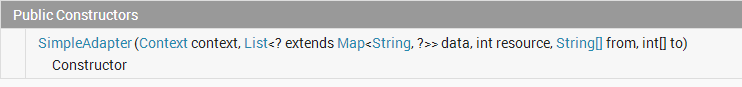 Public Constructors
SimpleAdapter(Context context, List<? extends Map<String, ?>> data, int resource, String[] from, int[] to)
Constructor